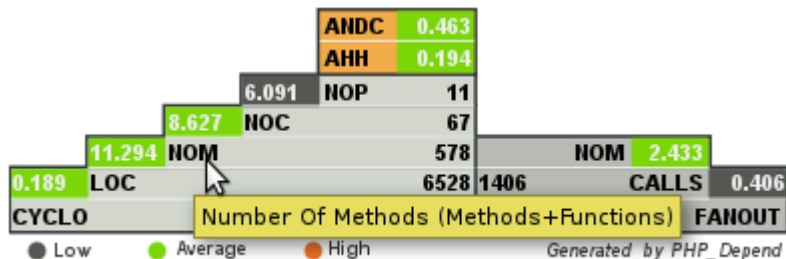 ANDC 0.463
AHH 0.194
6.091 NOP 11
8.627 NOC 67
11.294 NOM 578 NOM 2.433
0.189 LOC 6528 1406 CALLS 0.406
CYCLO Number Of Methods (Methods+Functions) FANOUT
Low Average High Generated by PHP_Depend